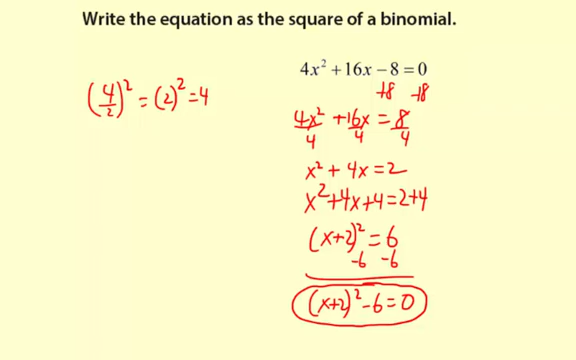 Write the equation as the square of a binomial.
4x² + 16x − 8 = 0
+8 +8
(4/2)² = (2)² = 4
4x²/4 + 16x/4 = 8/4
x² + 4x = 2
x² + 4x + 4 = 2 + 4
(x+2)² = 6
-6 -6
(x+2)² - 6 = 0